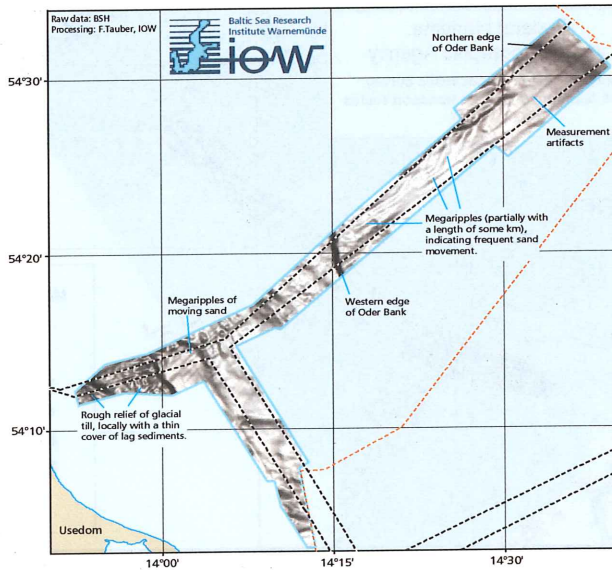 Raw data: BSH
Processing: F.Tauber, IOW
Baltic Sea Research
Institute Warnemünde
iow
Northern edge
of Oder Bank
54°30'
Measurement
artifacts
Megaripples (partially with
a length of some km),
indicating frequent sand
movement.
54°20'
Western edge
of Oder Bank
Megaripples of
moving sand
Rough relief of glacial
till, locally with a thin
cover of lag sediments.
54°10'
Usedom
14°00'
14°15'
14°30'